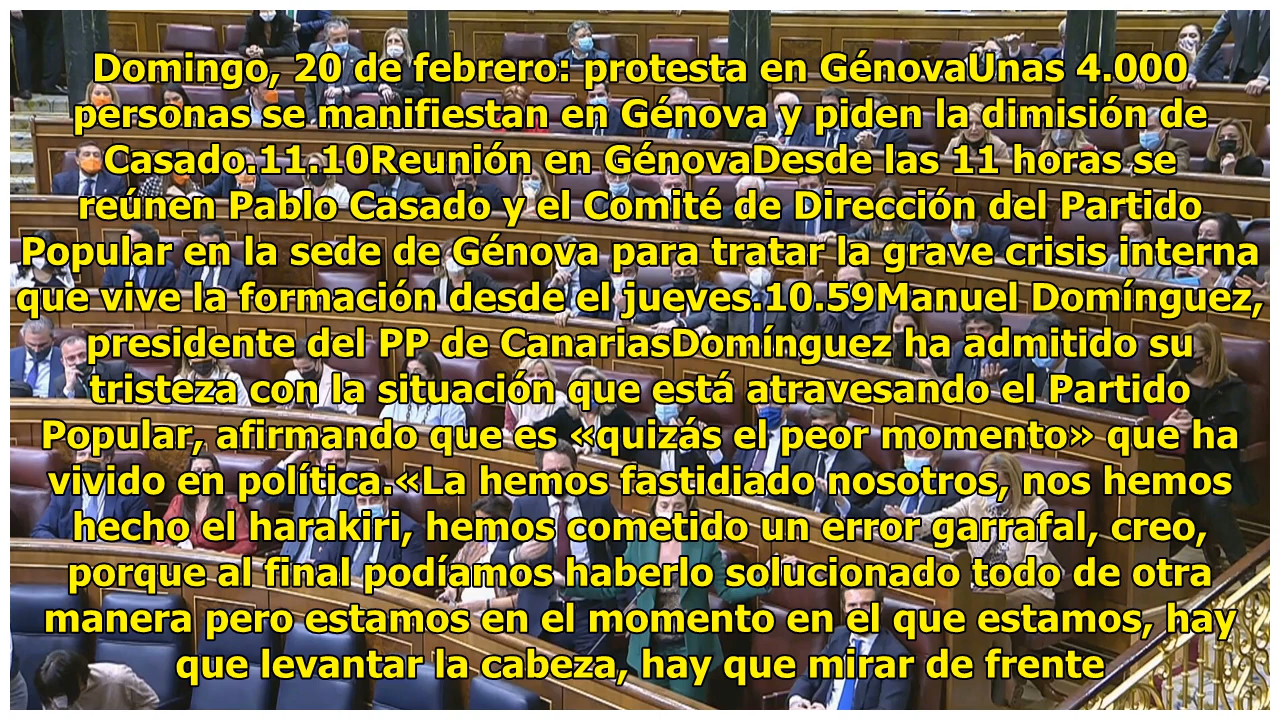 Domingo, 20 de febrero: protesta en GénovaUnas 4.000
personas se manifiestan en Génova y piden la dimisión de
Casado.11.10Reunión en GénovaDesde las 11 horas se
reúnen Pablo Casado y el Comité de Dirección del Partido
Popular en la sede de Génova para tratar la grave crisis interna
que vive la formación desde el jueves.10.59Manuel Domínguez,
presidente del PP de CanariasDomínguez ha admitido su
tristeza con la situación que está atravesando el Partido
Popular, afirmando que es «quizás el peor momento» que ha
vivido en política.«La hemos fastidiado nosotros, nos hemos
hecho el harakiri, hemos cometido un error garrafal, creo,
porque al final podíamos haberlo solucionado todo de otra
manera pero estamos en el momento en el que estamos, hay
que levantar la cabeza, hay que mirar de frente